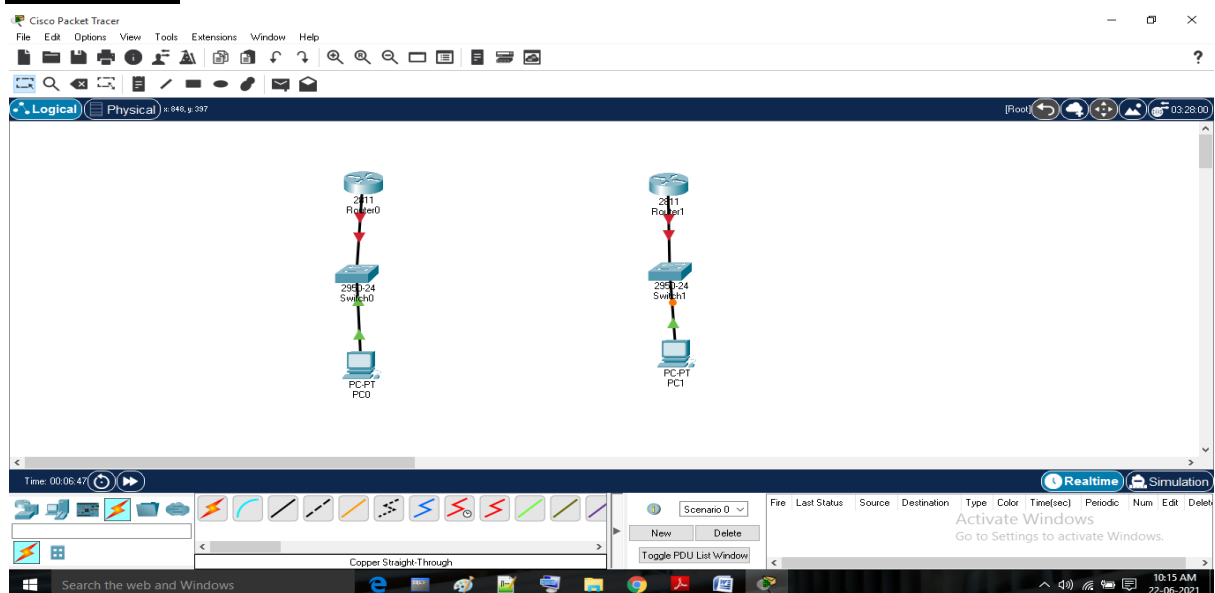 Cisco Packet Tracer
File Edit Options View Tools Extensions Window Help
?
Logical Physical x: 848, y: 397 [Root] 03:28:00
2811 2811
Router0 Router1
2950-24 2950-24
Switch0 Switch1
PC-PT PC-PT
PC0 PC1
Time: 00:06:47 Realtime Simulation
Scenario 0 Fire Last Status Source Destination Type Color Time(sec) Periodic Num Edit Delet
New Delete Activate Windows
Go to Settings to activate Windows.
Copper Straight-Through Toggle PDU List Window
Search the web and Windows 10:15 AM
22-06-2021